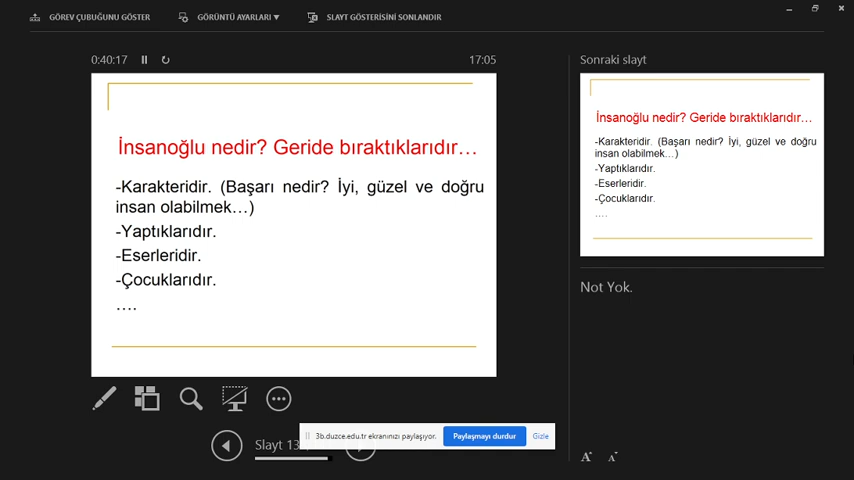 GÖREV ÇUBUĞUNU GÖSTER
GÖRÜNTÜ AYARLARI
SLAYT GÖSTERİSİNİ SONLANDIR
0:40:17
17:05
İnsanoğlu nedir? Geride bıraktıklarıdır…
-Karakteridir. (Başarı nedir? İyi, güzel ve doğru
insan olabilmek…)
-Yaptıklarıdır.
-Eserleridir.
-Çocuklarıdır.
….
Sonraki slayt
İnsanoğlu nedir? Geride bıraktıklarıdır…
-Karakteridir. (Başarı nedir? İyi, güzel ve doğru
insan olabilmek…)
-Yaptıklarıdır.
-Eserleridir.
-Çocuklarıdır.
….
Not Yok.
3b.duzce.edu.tr ekranınızı paylaşıyor.
Paylaşmayı durdur
Gizle
Slayt
A A